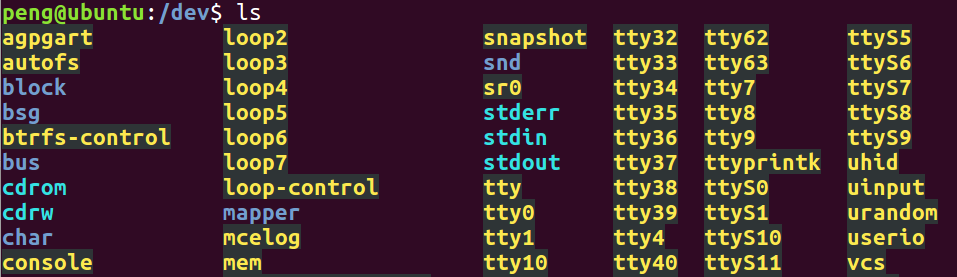 peng@ubuntu:/dev$ ls
agpgart loop2 snapshot tty32 tty62 ttyS5
autofs loop3 snd tty33 tty63 ttyS6
block loop4 sr0 tty34 tty7 ttyS7
bsg loop5 stderr tty35 tty8 ttyS8
btrfs-control loop6 stdin tty36 tty9 ttyS9
bus loop7 stdout tty37 ttyprintk uhid
cdrom loop-control tty tty38 ttyS0 uinput
cdrw mapper tty0 tty39 ttyS1 urandom
char mcelog tty1 tty4 ttyS10 userio
console mem tty10 tty40 ttyS11 vcs